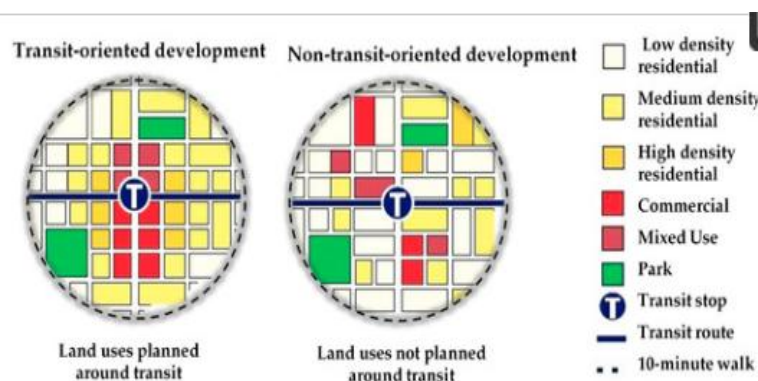 Transit-oriented development
Non-transit-oriented development
T
T
Land uses planned
around transit
Land uses not planned
around transit
Low density
residential
Medium density
residential
High density
residential
Commercial
Mixed Use
Park
T
Transit stop
Transit route
10-minute walk